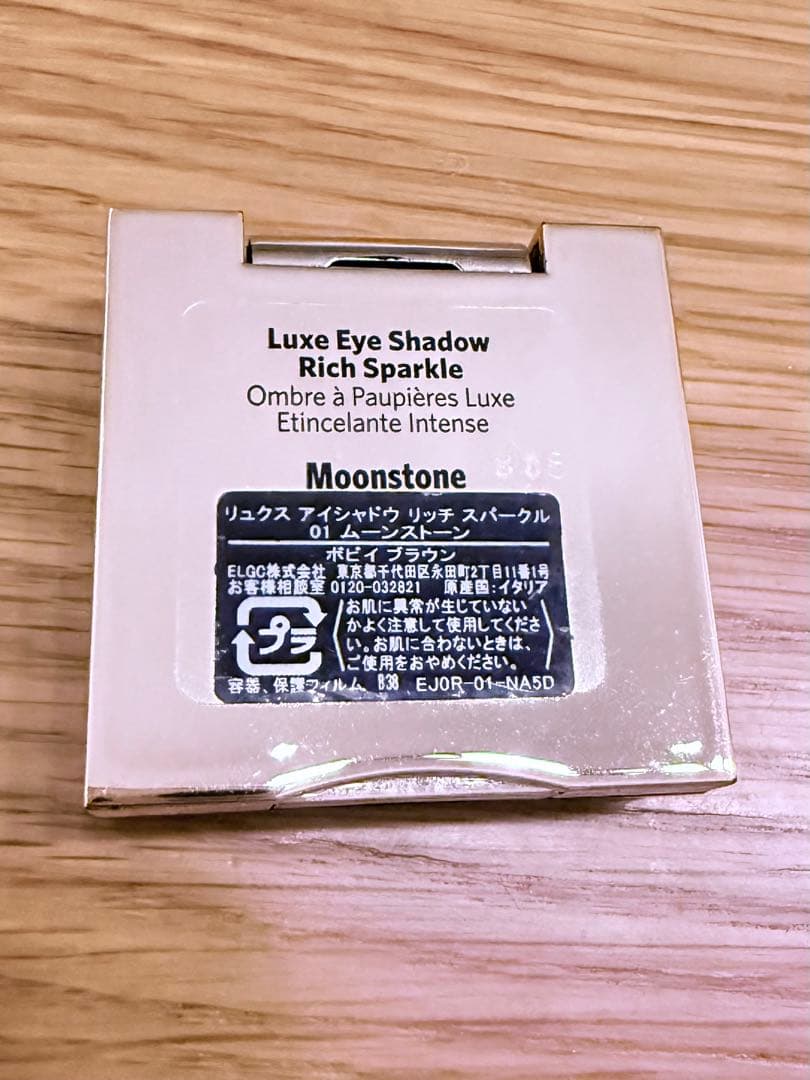 Luxe Eye Shadow
Rich Sparkle
Ombre à Paupières Luxe
Etincelante Intense
Moonstone
リュクス アイシャドウ リッチ スパークル
01 ムーンストーン
ボビイ ブラウン
ELGC株式会社 東京都千代田区永田町2丁目11番1号
お客様相談室 0120-032821 原産国:イタリア
プラ
お肌に異常が生じていない
かよく注意して使用してくださ
い。お肌に合わないときは、
ご使用をおやめください。
容器、保護フィルム B38 EJ0R-01-NA5D